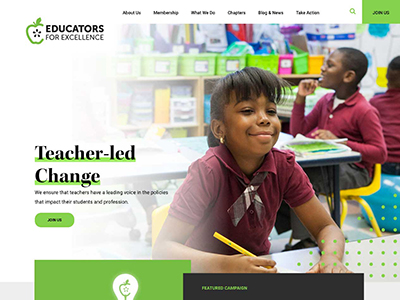 EDUCATORS
FOR EXCELLENCE
About Us Membership What We Do Chapters Blog & News Take Action JOIN US
Teacher-led
Change
We ensure that teachers have a leading voice in the policies
that impact their students and profession.
JOIN US
FEATURED CAMPAIGN